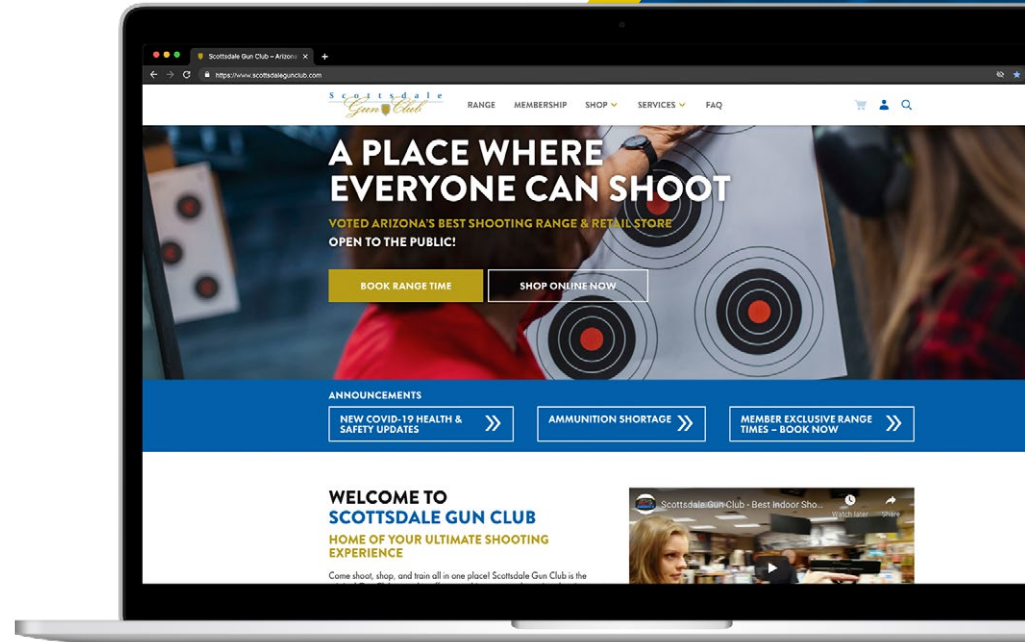 Scottsdale Gun Club – Arizona
https://www.scottsdalegunclub.com
Scottsdale
Gun Club
RANGE MEMBERSHIP SHOP SERVICES FAQ
A PLACE WHERE
EVERYONE CAN SHOOT
VOTED ARIZONA'S BEST SHOOTING RANGE & RETAIL STORE
OPEN TO THE PUBLIC!
BOOK RANGE TIME SHOP ONLINE NOW
ANNOUNCEMENTS
NEW COVID-19 HEALTH &
SAFETY UPDATES
AMMUNITION SHORTAGE
MEMBER EXCLUSIVE RANGE
TIMES – BOOK NOW
WELCOME TO
SCOTTSDALE GUN CLUB
HOME OF YOUR ULTIMATE SHOOTING
EXPERIENCE
Come shoot, shop, and train all in one place! Scottsdale Gun Club is the
Scottsdale Gun Club - Best Indoor Sho...
Watch later Share